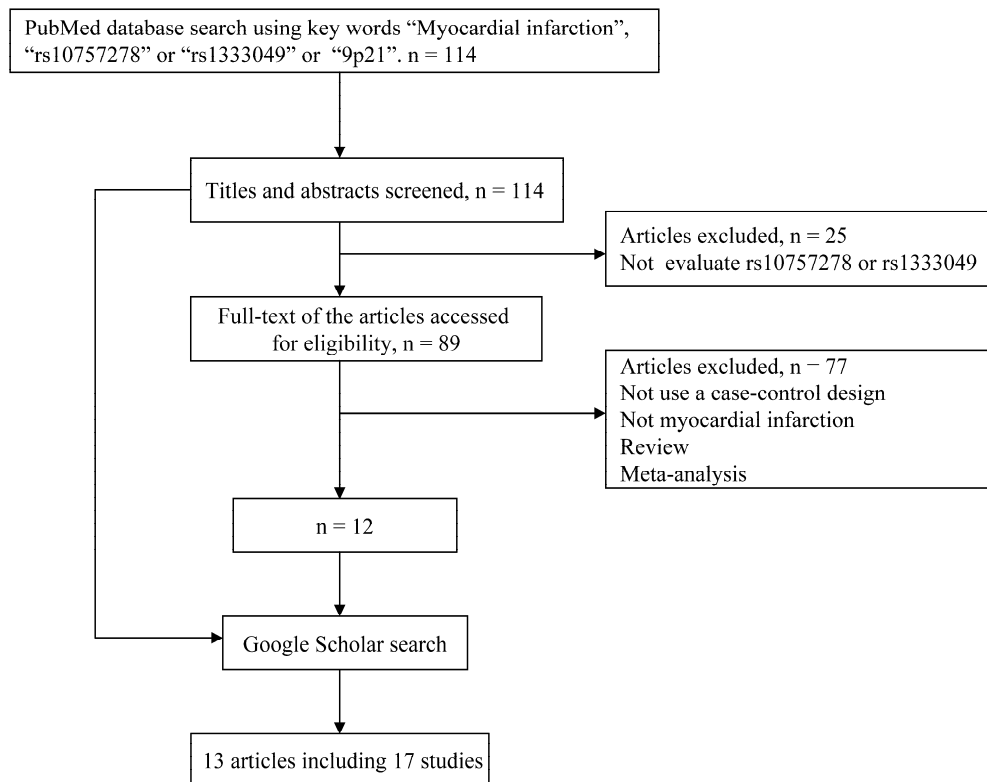 PubMed database search using key words “Myocardial infarction”,
“rs10757278” or “rs1333049” or “9p21”. n = 114
Titles and abstracts screened, n = 114
Articles excluded, n = 25
Not evaluate rs10757278 or rs1333049
Full-text of the articles accessed
for eligibility, n = 89
Articles excluded, n = 77
Not use a case-control design
Not myocardial infarction
Review
Meta-analysis
n = 12
Google Scholar search
13 articles including 17 studies